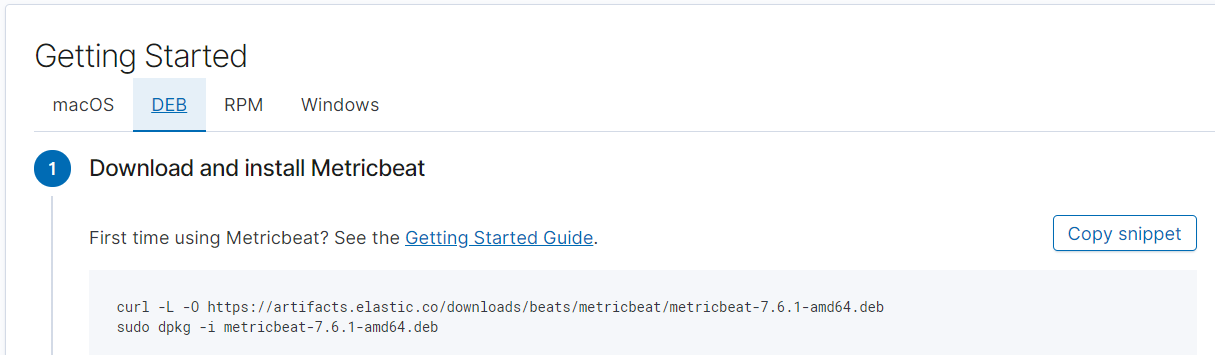 Getting Started
macOS DEB RPM Windows
1 Download and install Metricbeat
First time using Metricbeat? See the Getting Started Guide.
Copy snippet
curl -L -O https://artifacts.elastic.co/downloads/beats/metricbeat/metricbeat-7.6.1-amd64.deb
sudo dpkg -i metricbeat-7.6.1-amd64.deb